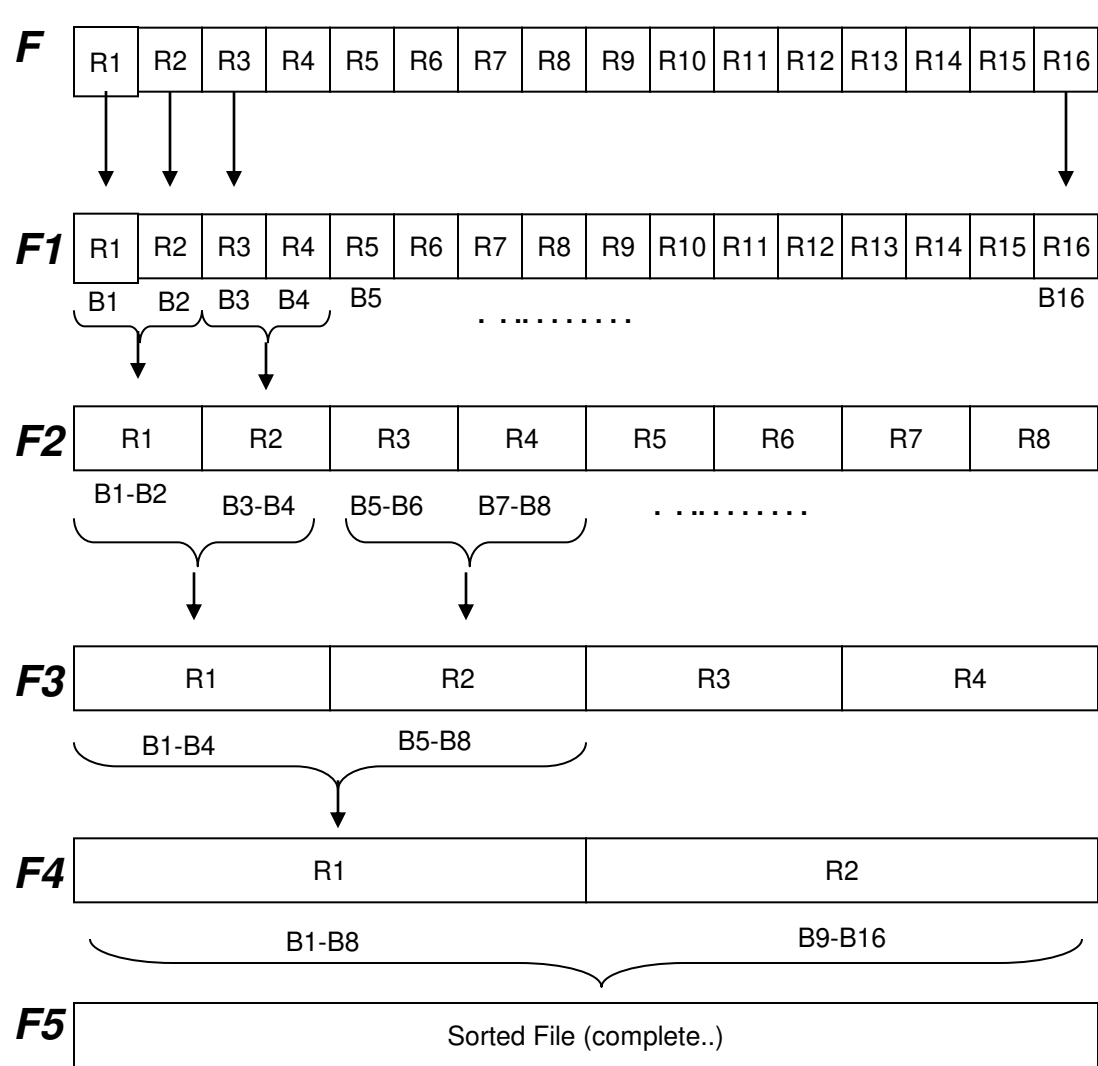 F R1 R2 R3 R4 R5 R6 R7 R8 R9 R10 R11 R12 R13 R14 R15 R16
F1 R1 R2 R3 R4 R5 R6 R7 R8 R9 R10 R11 R12 R13 R14 R15 R16
B1 B2 B3 B4 B5 . . ... . . . . . . B16
F2 R1 R2 R3 R4 R5 R6 R7 R8
B1-B2 B3-B4 B5-B6 B7-B8 . . ... . . . . . .
F3 R1 R2 R3 R4
B1-B4 B5-B8
F4 R1 R2
B1-B8 B9-B16
F5 Sorted File (complete..)